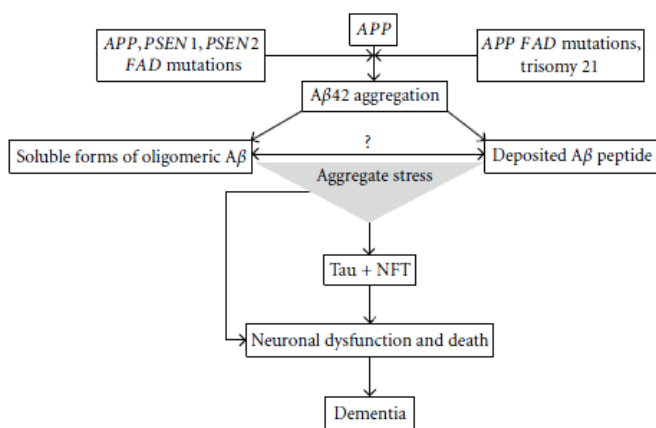 APP
APP, PSEN1, PSEN2
FAD mutations
APP FAD mutations,
trisomy 21
Aβ42 aggregation
?
Soluble forms of oligomeric Aβ
Deposited Aβ peptide
Aggregate stress
Tau + NFT
Neuronal dysfunction and death
Dementia